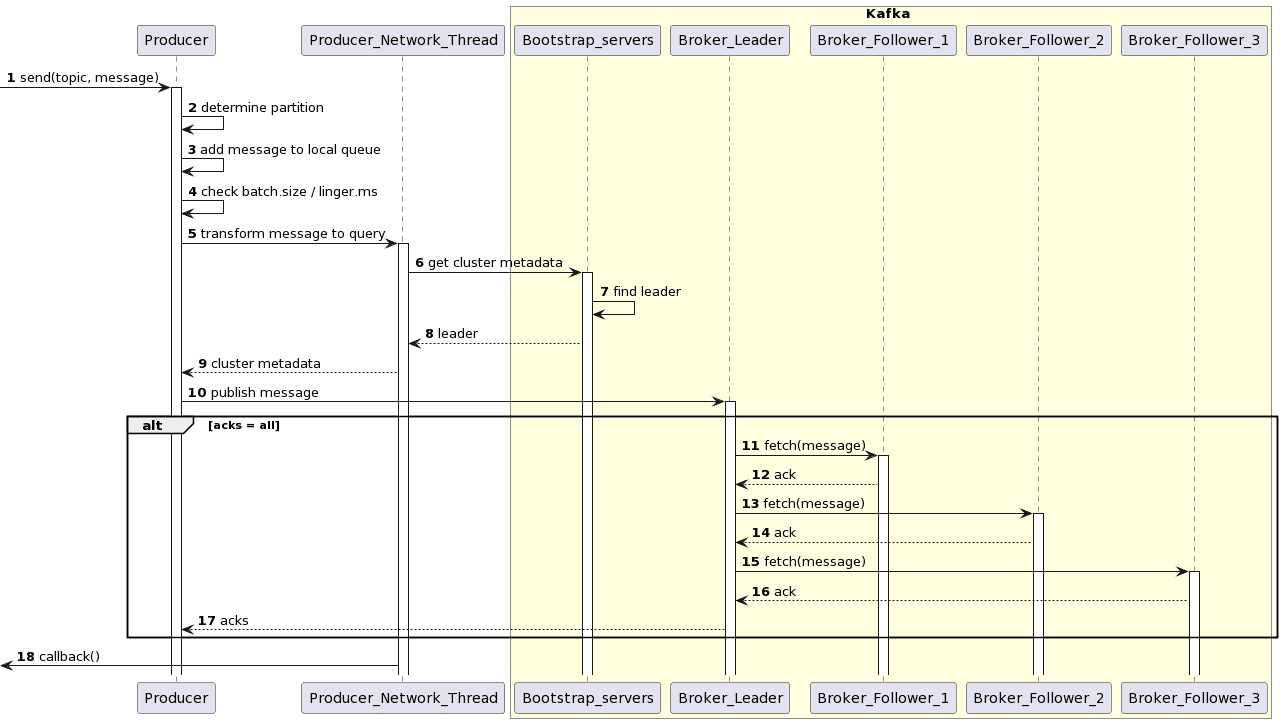 Kafka
Producer
Producer_Network_Thread
Bootstrap_servers
Broker_Leader
Broker_Follower_1
Broker_Follower_2
Broker_Follower_3
1 send(topic, message)
2 determine partition
3 add message to local queue
4 check batch.size / linger.ms
5 transform message to query
6 get cluster metadata
7 find leader
8 leader
9 cluster metadata
10 publish message
alt [acks = all]
11 fetch(message)
12 ack
13 fetch(message)
14 ack
15 fetch(message)
16 ack
17 acks
18 callback()
Producer
Producer_Network_Thread
Bootstrap_servers
Broker_Leader
Broker_Follower_1
Broker_Follower_2
Broker_Follower_3